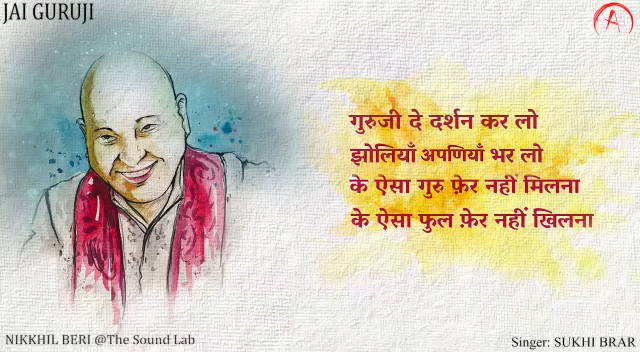 JAI GURUJI
A
गुरुजी दे दर्शन कर लो
झोलियाँ अपणियाँ भर लो
के ऐसा गुरु फ़ेर नहीं मिलना
के ऐसा फुल फ़ेर नहीं खिलना
NIKKHIL BERI @The Sound Lab
Singer: SUKHI BRAR